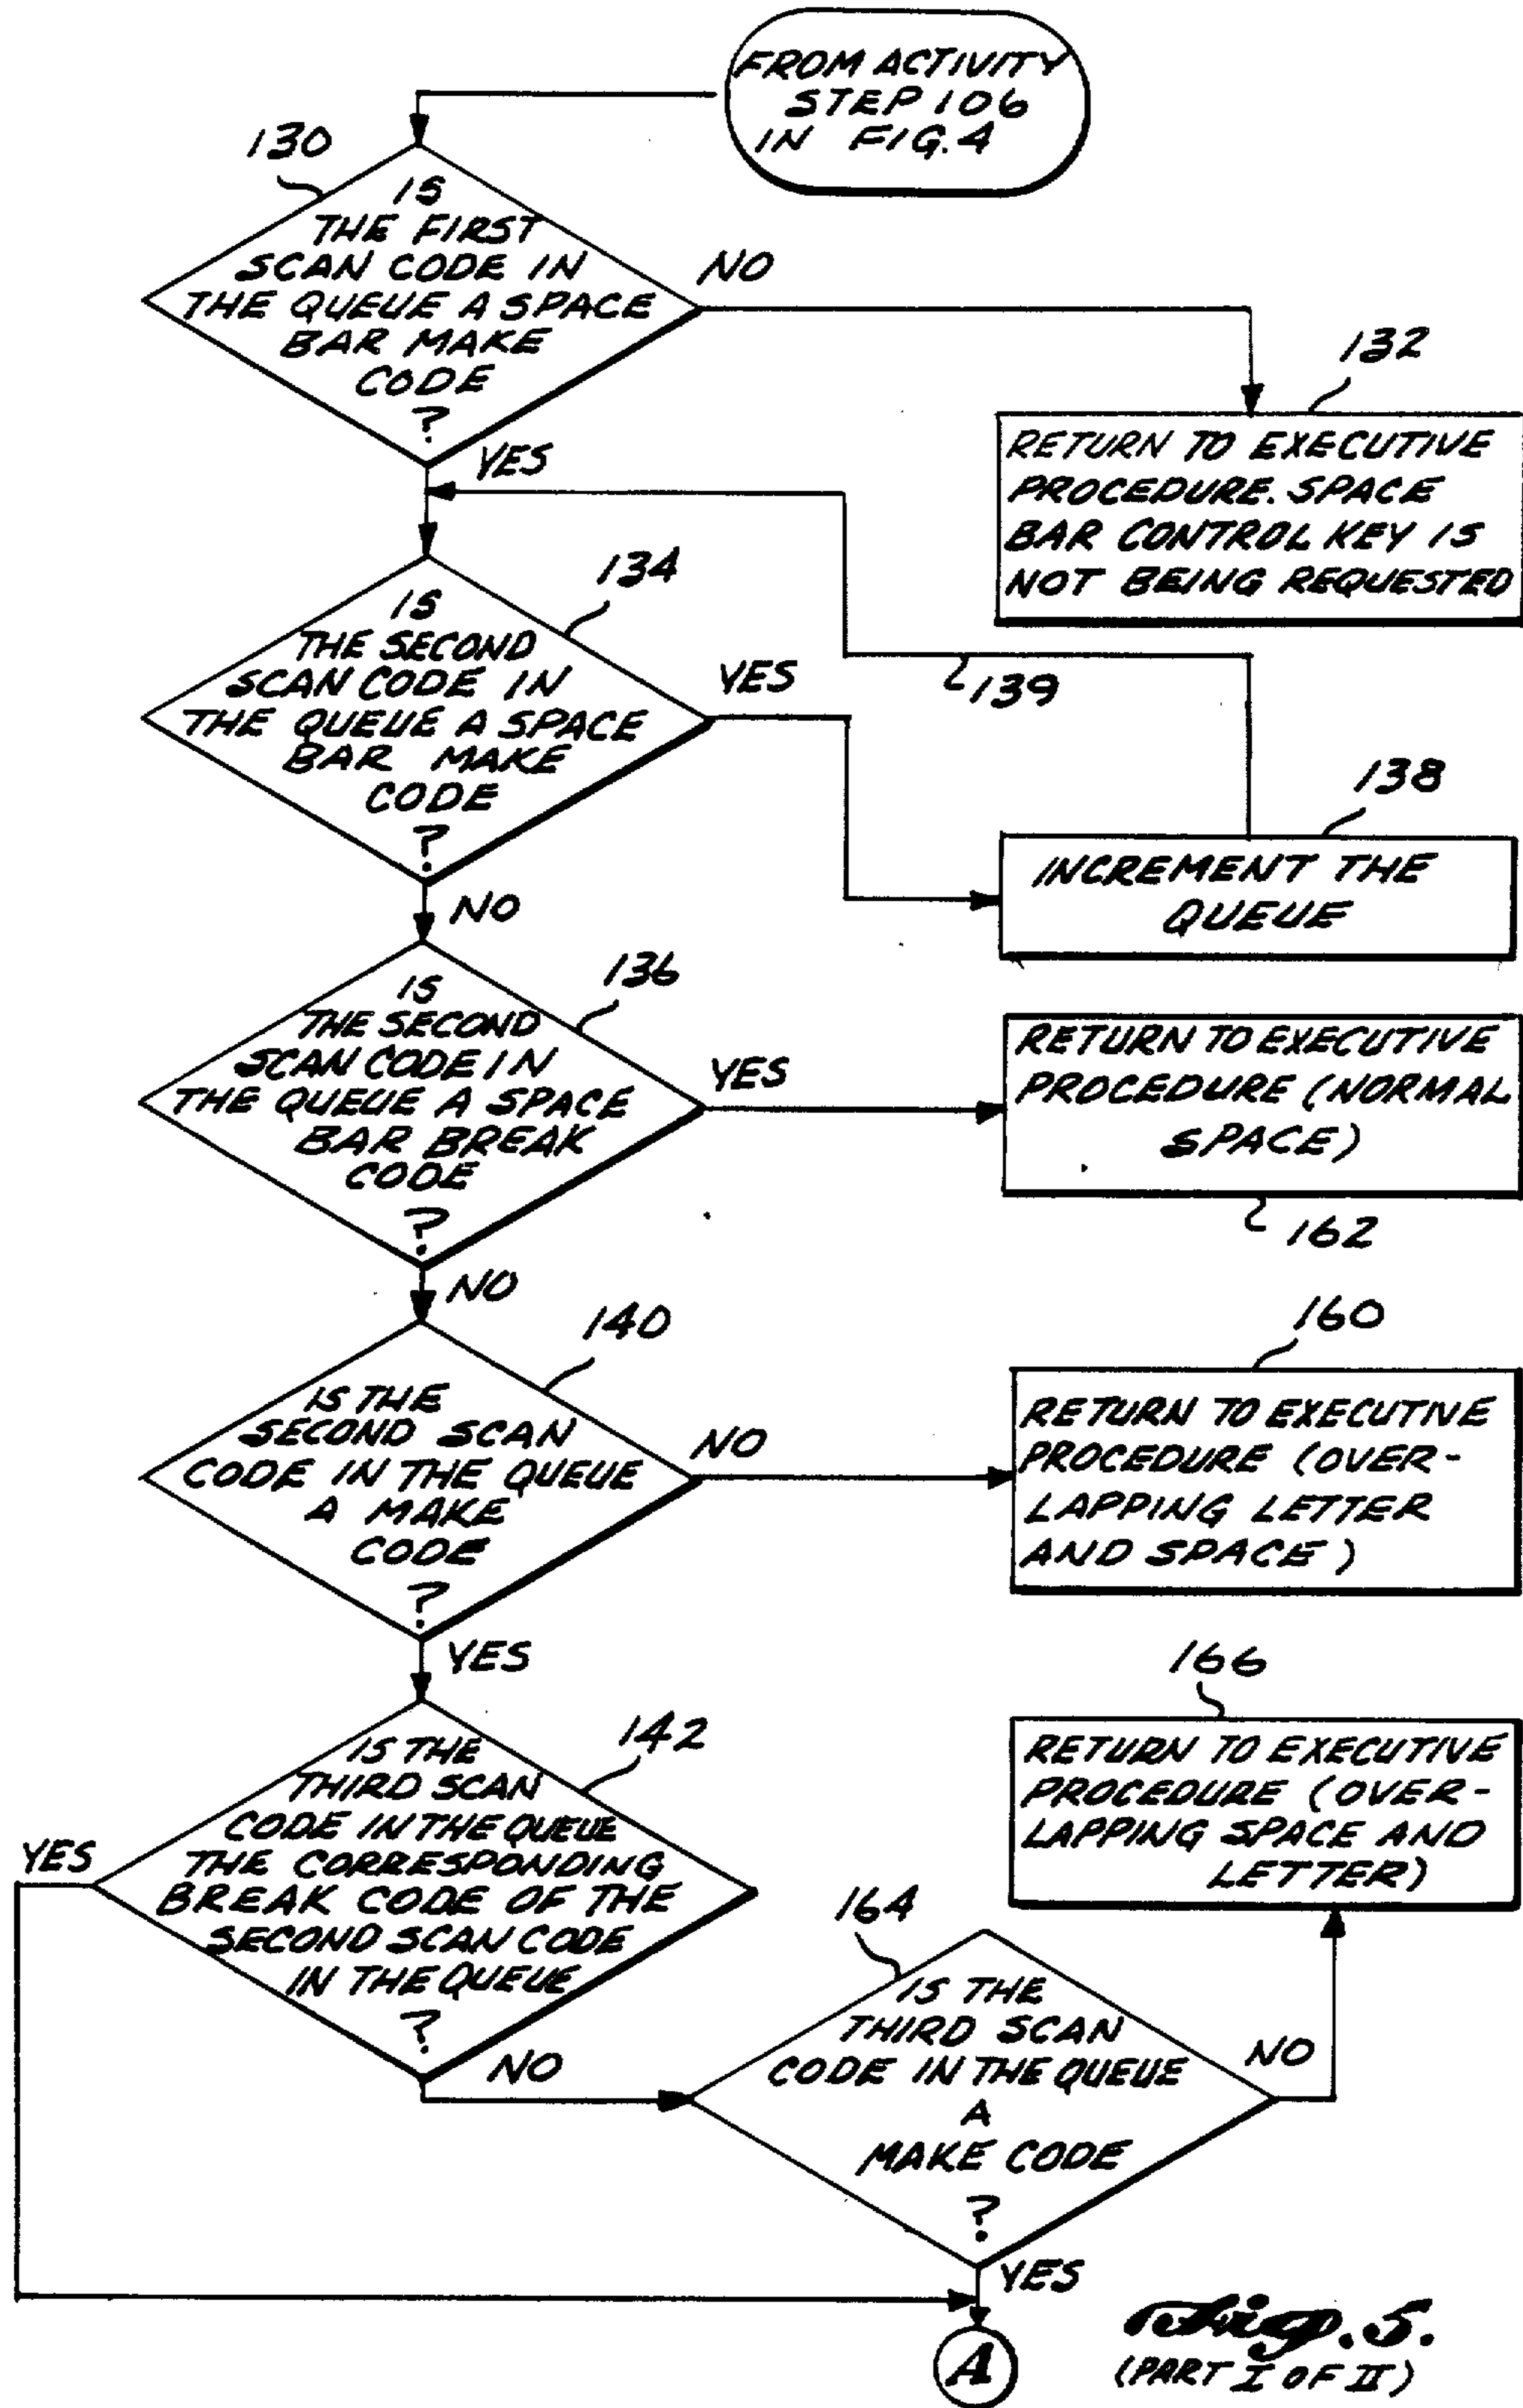 FROM ACTIVITY
STEP 106
IN FIG. 4
130
IS
THE FIRST
SCAN CODE IN
THE QUEUE A SPACE
BAR MAKE
CODE
?
NO
YES
132
RETURN TO EXECUTIVE
PROCEDURE. SPACE
BAR CONTROL KEY IS
NOT BEING REQUESTED
134
IS
THE SECOND
SCAN CODE IN
THE QUEUE A SPACE
BAR MAKE
CODE
?
YES
NO
139
138
INCREMENT THE
QUEUE
136
IS
THE SECOND
SCAN CODE IN
THE QUEUE A SPACE
BAR BREAK
CODE
?
YES
NO
RETURN TO EXECUTIVE
PROCEDURE (NORMAL
SPACE)
162
140
IS THE
SECOND SCAN
CODE IN THE QUEUE
A MAKE
CODE
?
NO
YES
160
RETURN TO EXECUTIVE
PROCEDURE (OVER-
LAPPING LETTER
AND SPACE)
142
IS THE
THIRD SCAN
CODE IN THE QUEUE
THE CORRESPONDING
BREAK CODE OF THE
SECOND SCAN CODE
IN THE QUEUE
?
YES
NO
166
RETURN TO EXECUTIVE
PROCEDURE (OVER-
LAPPING SPACE AND
LETTER)
164
IS THE
THIRD SCAN
CODE IN THE QUEUE
A
MAKE CODE
?
NO
YES
A
Fig. 5.
(PART I OF II)